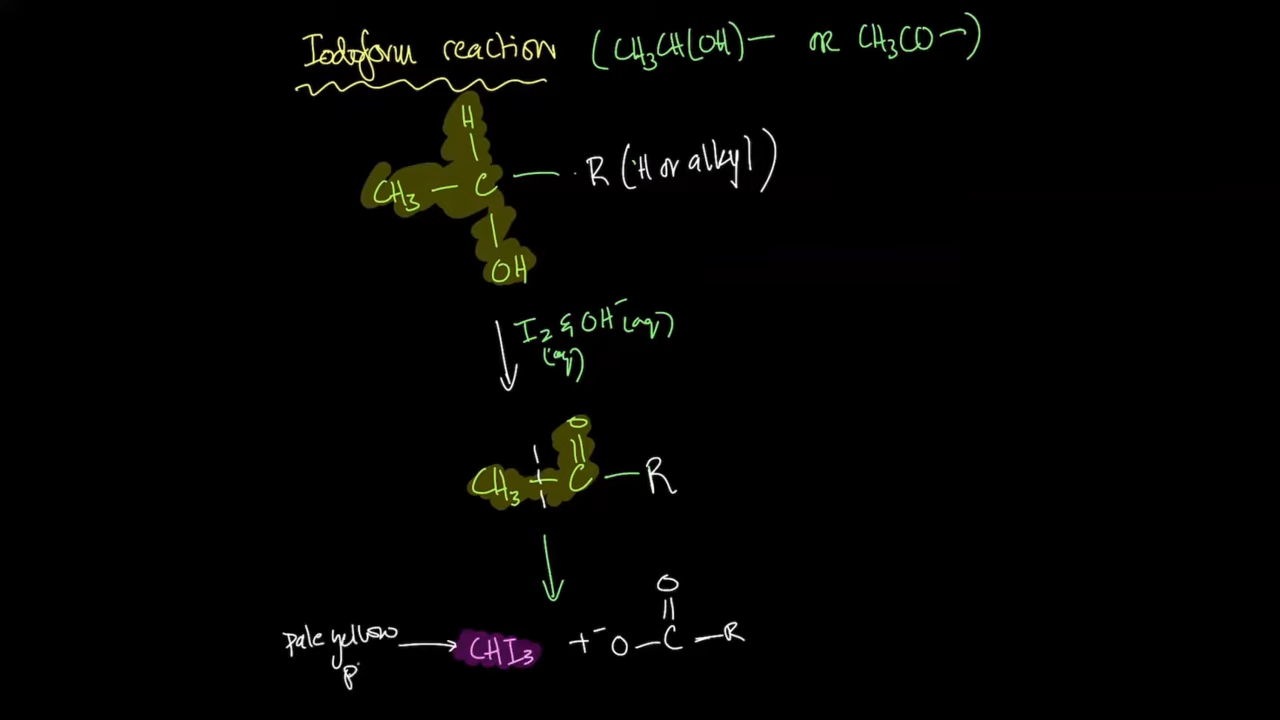 Iodoform reaction (CH₃CH(OH)— or CH₃CO—)
H
CH₃ — C — R (H or alkyl)
OH
I₂ & OH⁻(aq)
(aq)
O
CH₃ — C — R
O
pale yellow → CHI₃ + ⁻O — C — R
p